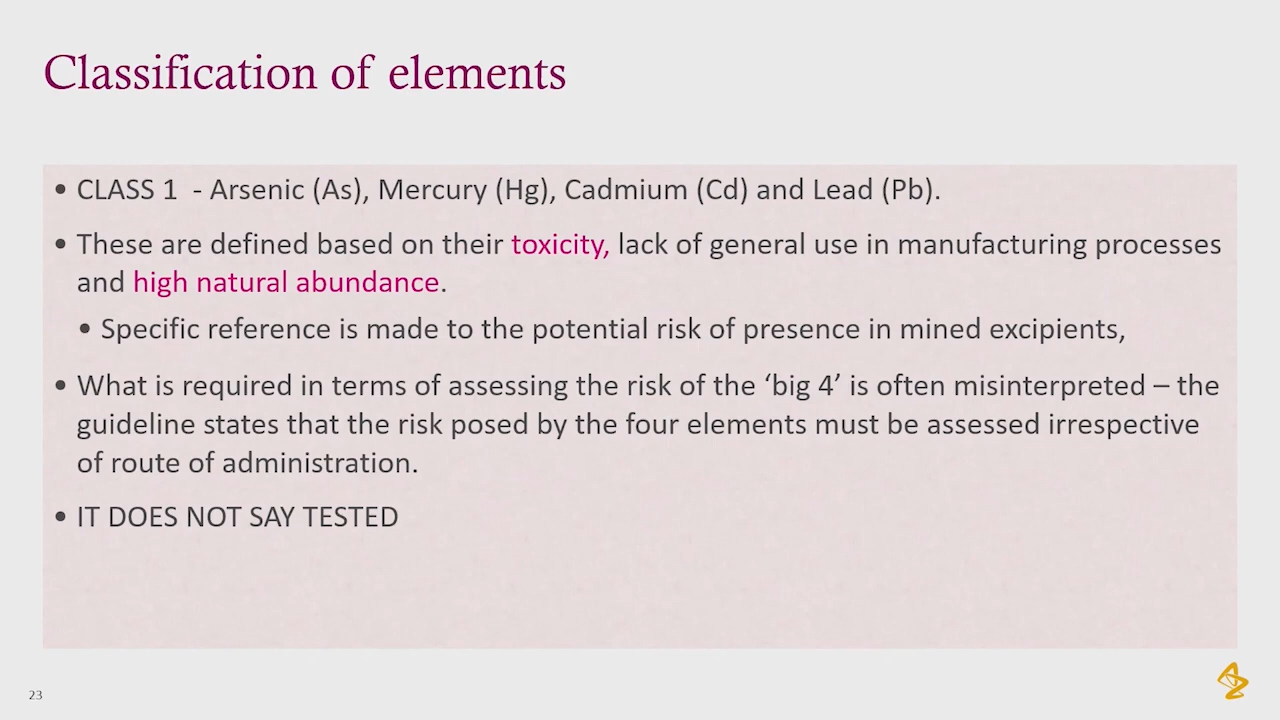 Classification of elements
• CLASS 1  - Arsenic (As), Mercury (Hg), Cadmium (Cd) and Lead (Pb).
• These are defined based on their toxicity, lack of general use in manufacturing processes
and high natural abundance.
• Specific reference is made to the potential risk of presence in mined excipients,
• What is required in terms of assessing the risk of the ‘big 4’ is often misinterpreted – the
guideline states that the risk posed by the four elements must be assessed irrespective
of route of administration.
• IT DOES NOT SAY TESTED
23